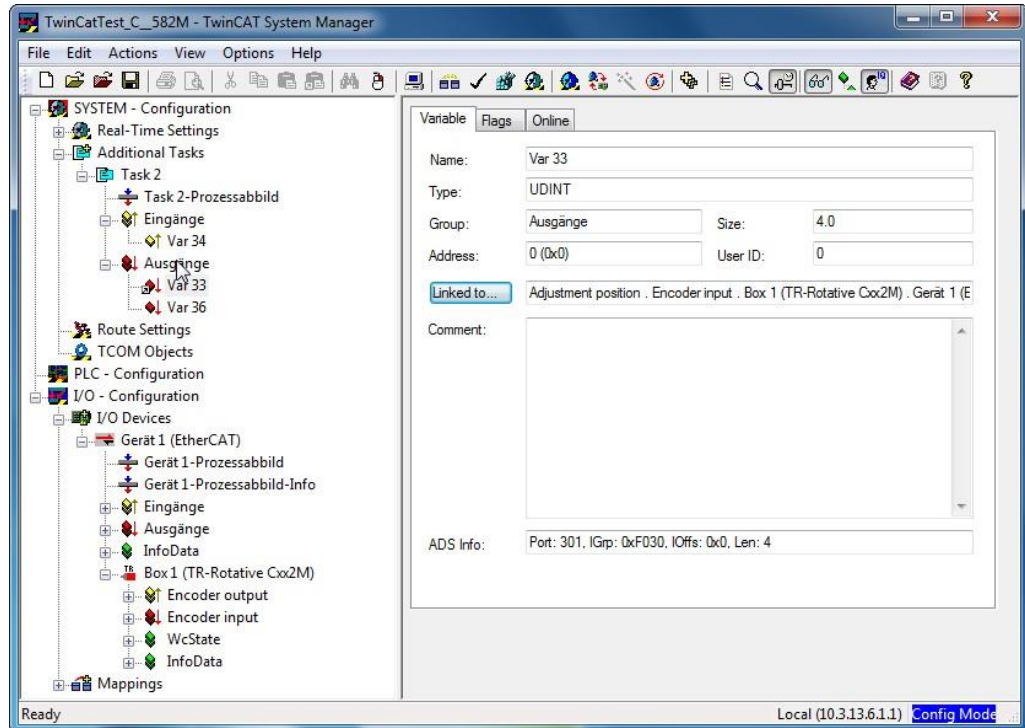 TwinCatTest_C__582M - TwinCAT System Manager
File Edit Actions View Options Help
SYSTEM - Configuration
Real-Time Settings
Additional Tasks
Task 2
Task 2-Prozessabbild
Eingänge
Var 34
Ausgänge
Var 33
Var 36
Route Settings
TCOM Objects
PLC - Configuration
I/O - Configuration
I/O Devices
Gerät 1 (EtherCAT)
Gerät 1-Prozessabbild
Gerät 1-Prozessabbild-Info
Eingänge
Ausgänge
InfoData
Box 1 (TR-Rotative Cxx2M)
Encoder output
Encoder input
WcState
InfoData
Mappings
Variable Flags Online
Name: Var 33
Type: UDINT
Group: Ausgänge Size: 4.0
Address: 0 (0x0) User ID: 0
Linked to... Adjustment position . Encoder input . Box 1 (TR-Rotative Cxx2M) . Gerät 1 (E
Comment:
ADS Info: Port: 301, IGrp: 0xF030, IOffs: 0x0, Len: 4
Ready Local (10.3.13.6.1.1) Config Mode